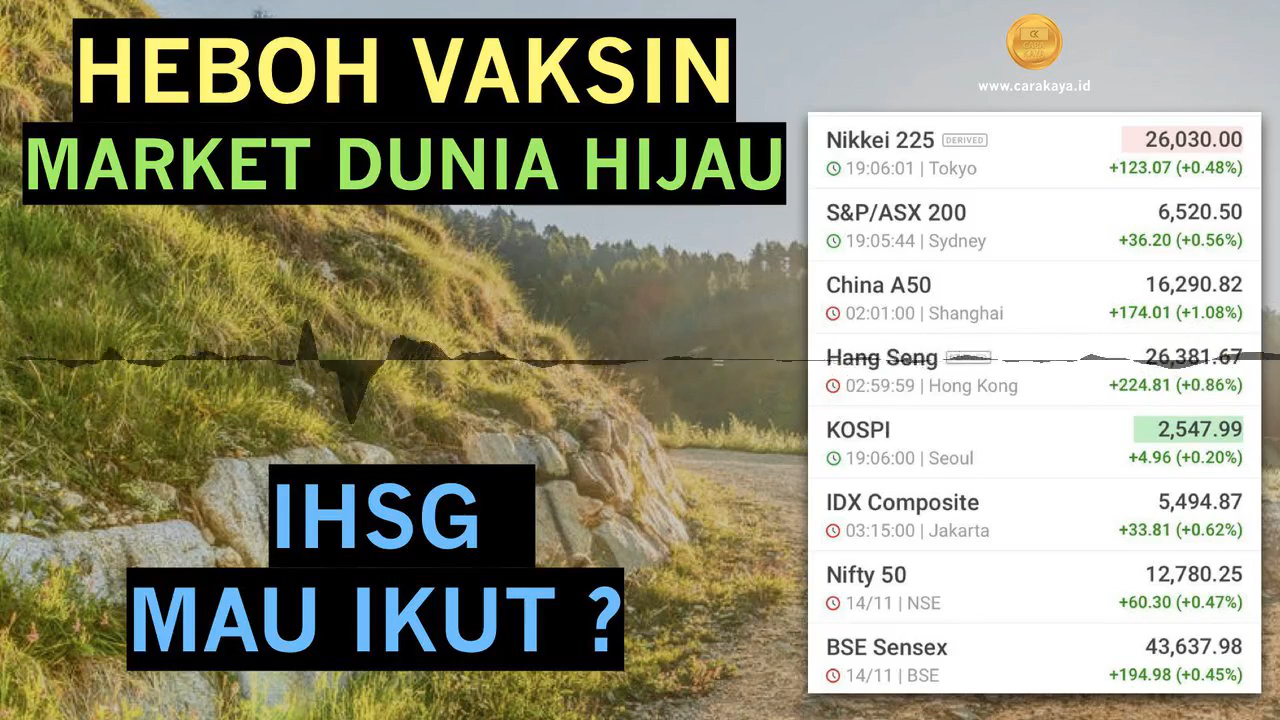 HEBOH VAKSIN
MARKET DUNIA HIJAU
IHSG
MAU IKUT ?
CK
CARA
KAYA
www.carakaya.id
Nikkei 225 DERIVED 26,030.00
19:06:01 | Tokyo +123.07 (+0.48%)
S&P/ASX 200 6,520.50
19:05:44 | Sydney +36.20 (+0.56%)
China A50 16,290.82
02:01:00 | Shanghai +174.01 (+1.08%)
Hang Seng 26,381.67
02:59:59 | Hong Kong +224.81 (+0.86%)
KOSPI 2,547.99
19:06:00 | Seoul +4.96 (+0.20%)
IDX Composite 5,494.87
03:15:00 | Jakarta +33.81 (+0.62%)
Nifty 50 12,780.25
14/11 | NSE +60.30 (+0.47%)
BSE Sensex 43,637.98
14/11 | BSE +194.98 (+0.45%)